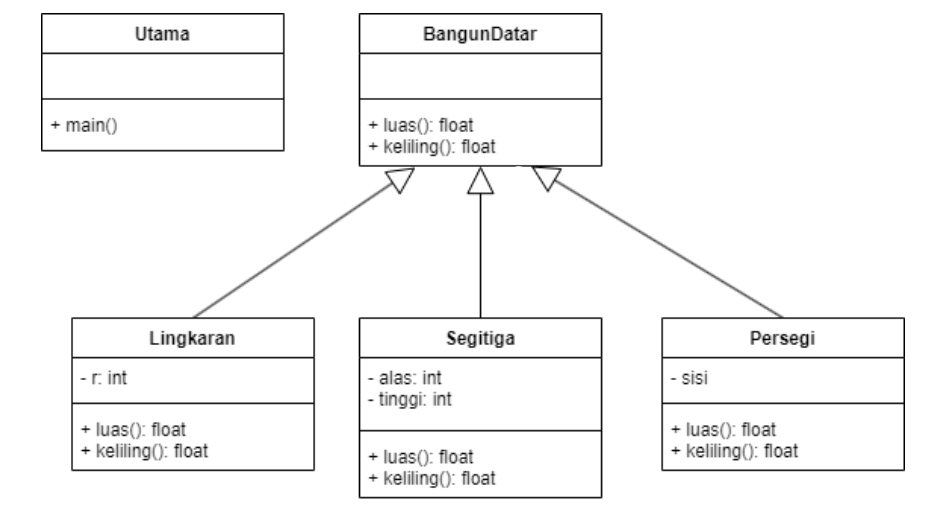 Utama
+ main()
BangunDatar
+ luas(): float
+ keliling(): float
Lingkaran
- r: int
+ luas(): float
+ keliling(): float
Segitiga
- alas: int
- tinggi: int
+ luas(): float
+ keliling(): float
Persegi
- sisi
+ luas(): float
+ keliling(): float